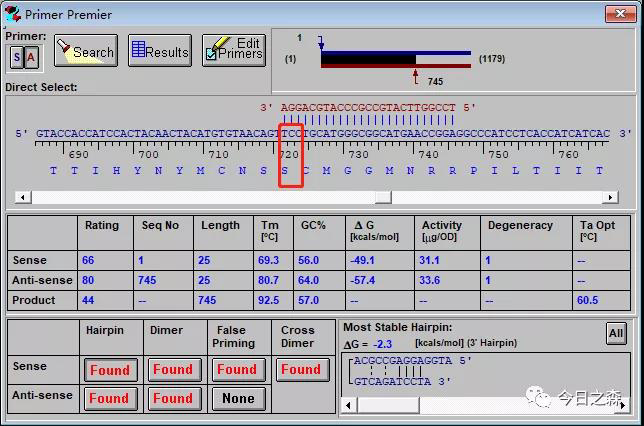 Primer Premier
Primer:
S A
Search
Results
Edit Primers
1
(1)
(1179)
745
Direct Select:
3' AGGACGTACCCGCCGTACTTGGCCT 5'
5' GTACCACCATCCACTACAACTACATGTGTAACAGTTCCTGCATGGGCGGCATGAACCGGAGGCCCATCCTCACCATCATCAC
690 700 710 720 730 740 750 760
T T I H Y N Y M C N S S C M G G M N R R P I L T I I T
Rating Seq No Length Tm [ºC] GC% Δ G [kcals/mol] Activity [µg/OD] Degeneracy Ta Opt [ºC]
Sense 66 1 25 69.3 56.0 -49.1 31.1 1 --
Anti-sense 80 745 25 80.7 64.0 -57.4 33.6 1 --
Product 44 -- 745 92.5 57.0 -- -- -- 60.5
Hairpin Dimer False Priming Cross Dimer
Sense Found Found Found Found
Anti-sense Found Found None
Most Stable Hairpin:
All
ΔG = -2.3 [kcals/mol] (3' Hairpin)
ACGCCGAGGAGGTA 5'
GTCAGATCCTA 3'
今日之森